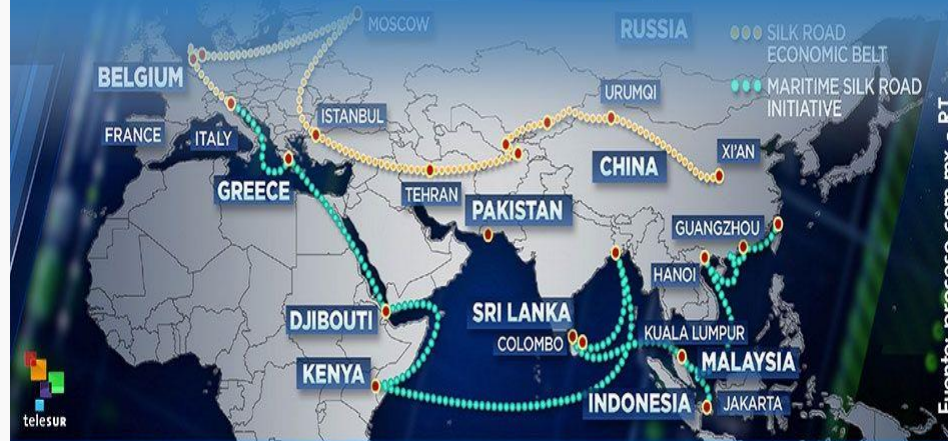 MOSCOW
RUSSIA
SILK ROAD
ECONOMIC BELT
MARITIME SILK ROAD
INITIATIVE
BELGIUM
URUMQI
ISTANBUL
FRANCE
ITALY
XI'AN
CHINA
GREECE
TEHRAN
PAKISTAN
GUANGZHOU
HANOI
DJIBOUTI
SRI LANKA
COLOMBO
KUALA LUMPUR
MALAYSIA
KENYA
INDONESIA
JAKARTA
teleSUR
RT